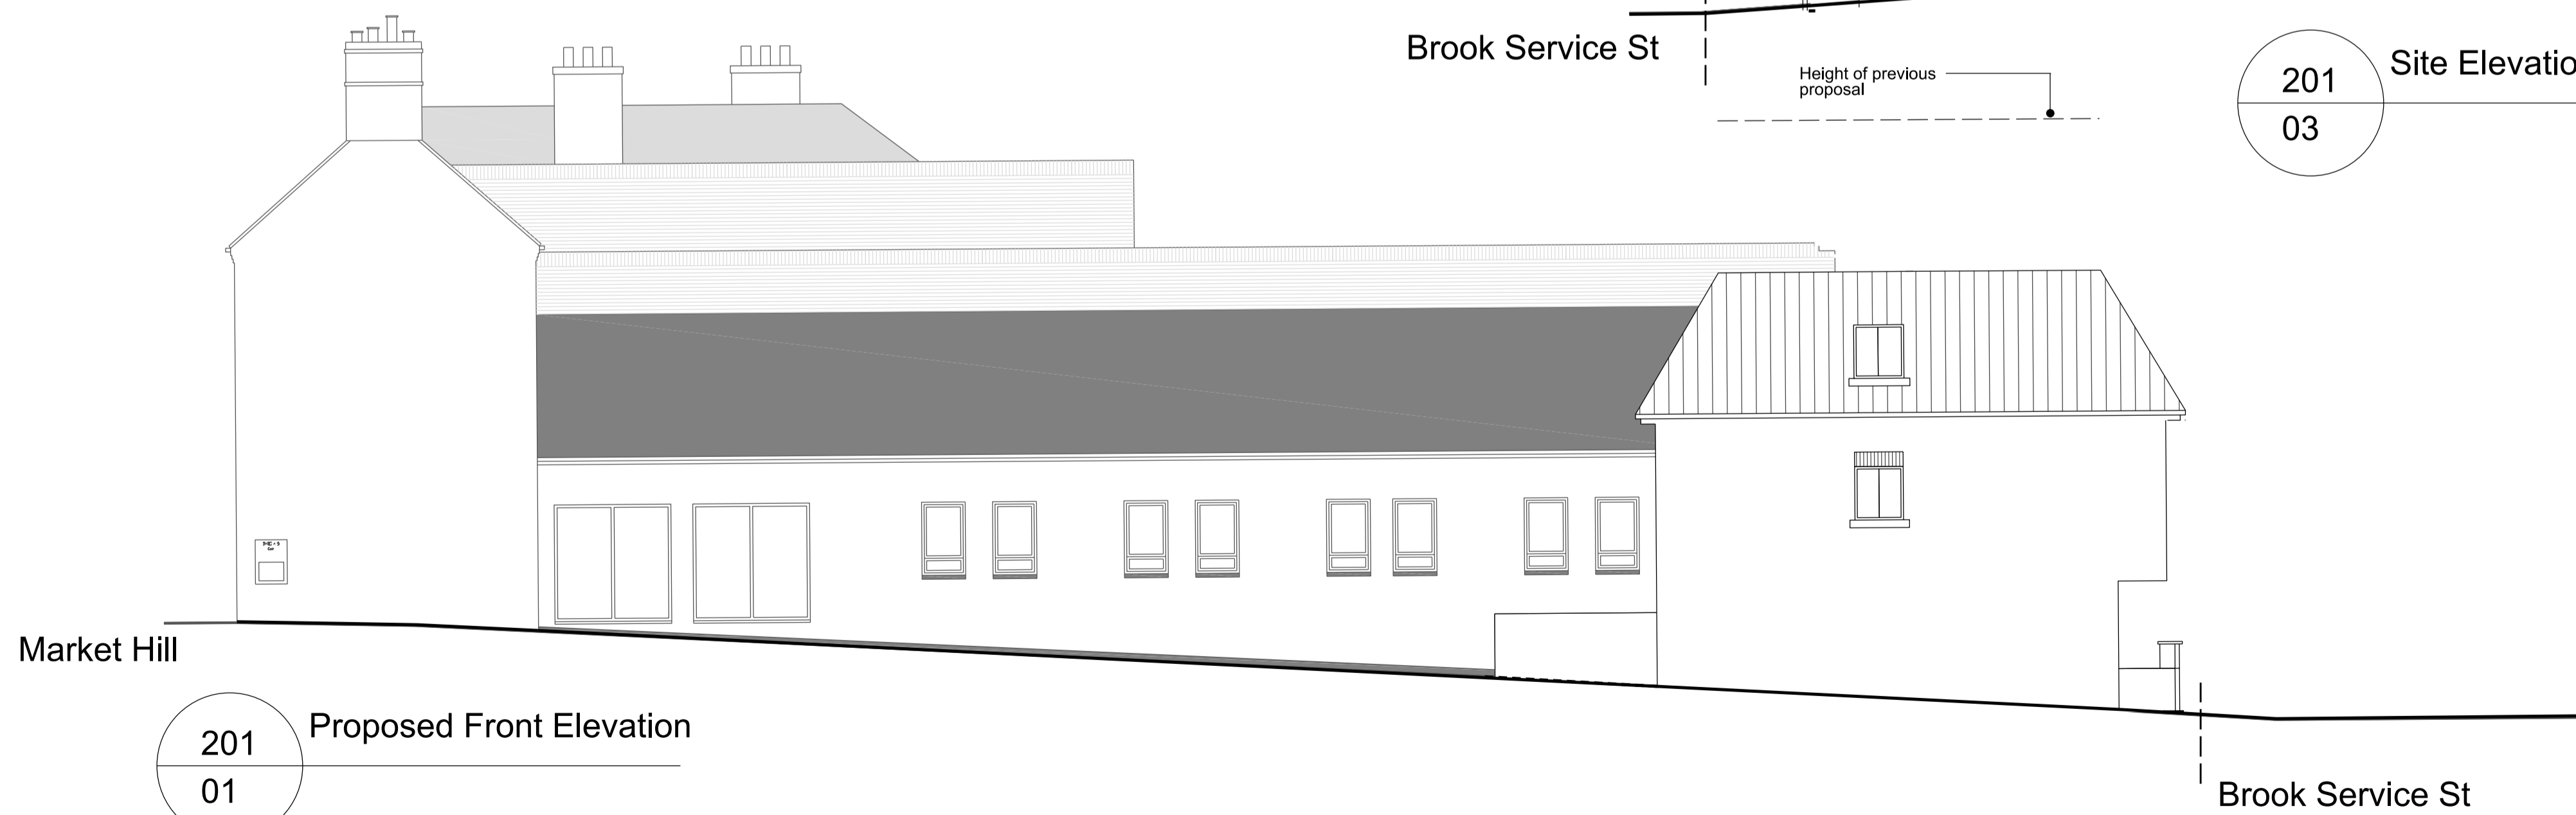 Brook Service St
Height of previous
proposal
201
03
Site Elevatio
Market Hill
201
01
Proposed Front Elevation
Brook Service St